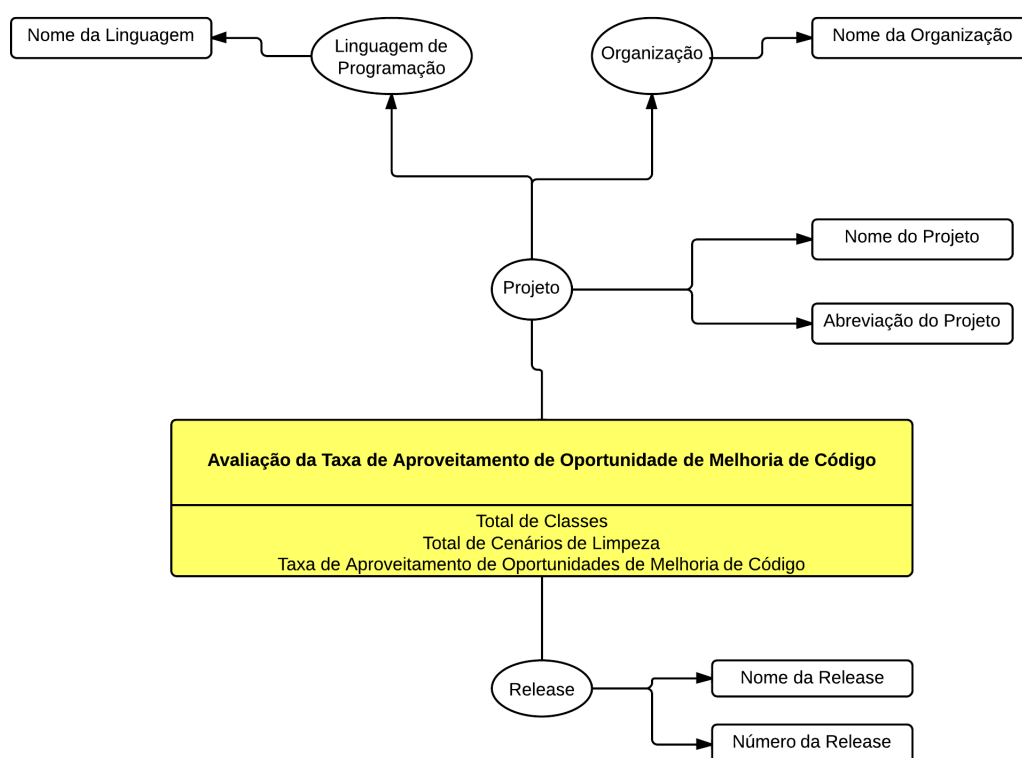 Nome da Linguagem
Linguagem de
Programação
Organização
Nome da Organização
Nome do Projeto
Projeto
Abreviação do Projeto
Avaliação da Taxa de Aproveitamento de Oportunidade de Melhoria de Código
Total de Classes
Total de Cenários de Limpeza
Taxa de Aproveitamento de Oportunidades de Melhoria de Código
Nome da Release
Release
Número da Release